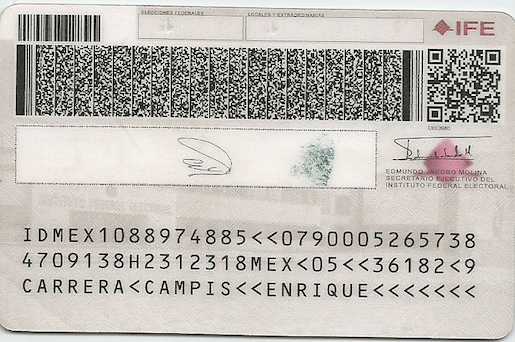 ELECCIONES FEDERALES
LOCALES Y EXTRAORDINARIAS
IFE
EDMUNDO JACOBO MOLINA
SECRETARIO EJECUTIVO DEL
INSTITUTO FEDERAL ELECTORAL
IDMEX1088974885<<0790005265738
4709138H2312318MEX<05<<36182<9
CARRERA<CAMPIS<<ENRIQUE<<<<<<<